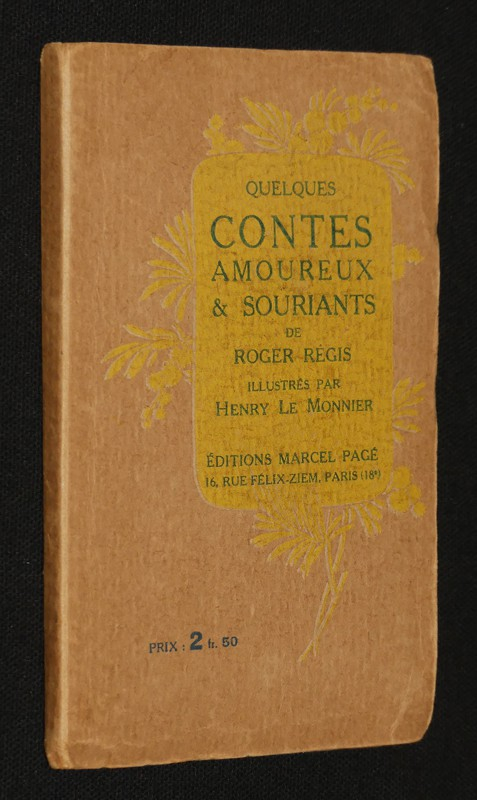 QUELQUES
CONTES
AMOUREUX
& SOURIANTS
DE
ROGER RÉGIS
ILLUSTRÉS PAR
HENRY LE MONNIER
ÉDITIONS MARCEL PAGÉ
16, RUE FÉLIX-ZIEM, PARIS (18e)
PRIX : 2 fr. 50